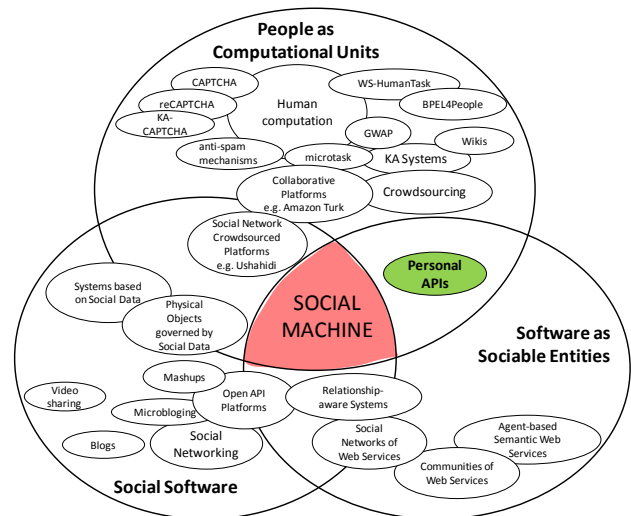 People as
Computational Units
CAPTCHA
WS-HumanTask
reCAPTCHA
Human
computation
BPEL4People
KA-
CAPTCHA
GWAP
Wikis
anti-spam
mechanisms
microtask
KA Systems
Collaborative
Platforms
e.g. Amazon Turk
Crowdsourcing
Social Network
Crowdsourced
Platforms
e.g. Ushahidi
Personal
APIs
Systems based
on Social Data
Physical
Objects
governed by
Social Data
SOCIAL
MACHINE
Software as
Sociable Entities
Mashups
Video
sharing
Open API
Platforms
Relationship-
aware Systems
Microbloging
Blogs
Social
Networking
Social
Networks of
Web Services
Agent-based
Semantic Web
Services
Communities of
Web Services
Social Software